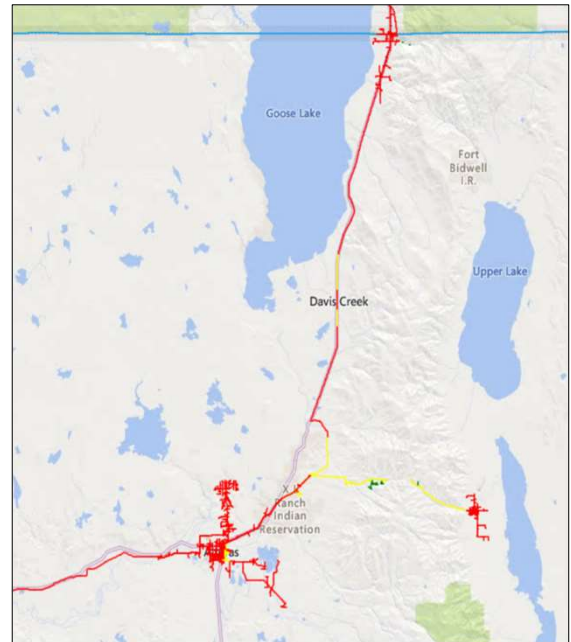 Goose Lake
Fort
Bidwell
I.R.
Upper Lake
Davis Creek
Ranch
Indian
Reservation